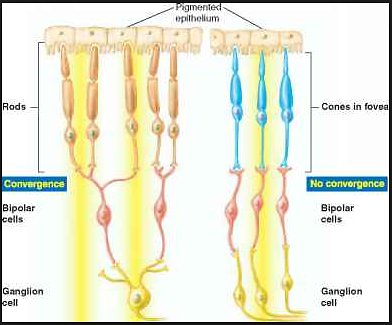 Pigmented
epithelium
Rods
Cones in fovea
Convergence
No convergence
Bipolar
cells
Bipolar
cells
Ganglion
cell
Ganglion
cell